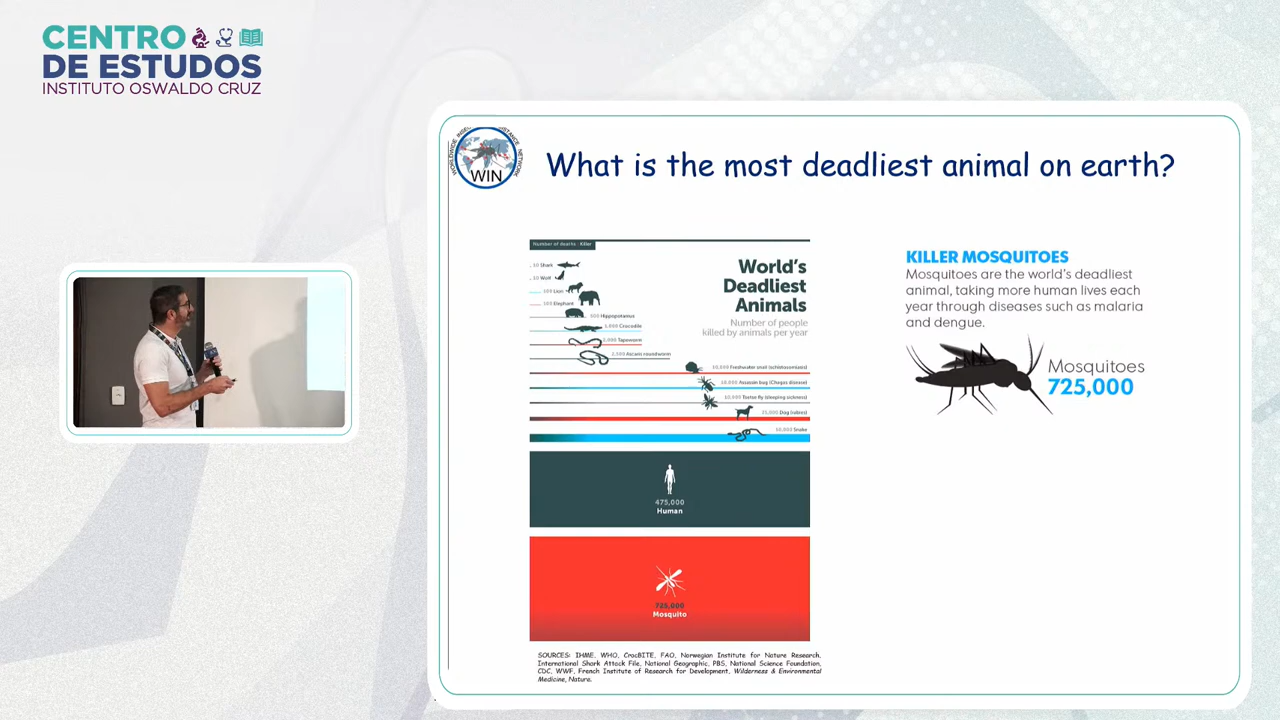 CENTRO
DE ESTUDOS
INSTITUTO OSWALDO CRUZ
WIN
What is the most deadliest animal on earth?
Number of deaths Killer
World's
Deadliest
Animals
Number of people
killed by animals per year
10 Shark
10 Wolf
100 Lion
100 Elephant
500 Hippopotamus
1,000 Crocodile
2,000 Tapeworm
2,500 Ascaris roundworm
10,000 Freshwater snail (schistosomiasis)
10,000 Assassin bug (Chagas disease)
10,000 Tsetse fly (sleeping sickness)
25,000 Dog (rabies)
50,000 Snake
475,000
Human
725,000
Mosquito
SOURCES: IHME, WHO, CrocBITE, FAO, Norwegian Institute for Nature Research,
International Shark Attack File, National Geographic, PBS, National Science Foundation,
CDC, WWF, French Institute of Research for Development, Wilderness & Environmental
Medicine, Nature.
KILLER MOSQUITOES
Mosquitoes are the world's deadliest
animal, taking more human lives each
year through diseases such as malaria
and dengue.
Mosquitoes
725,000